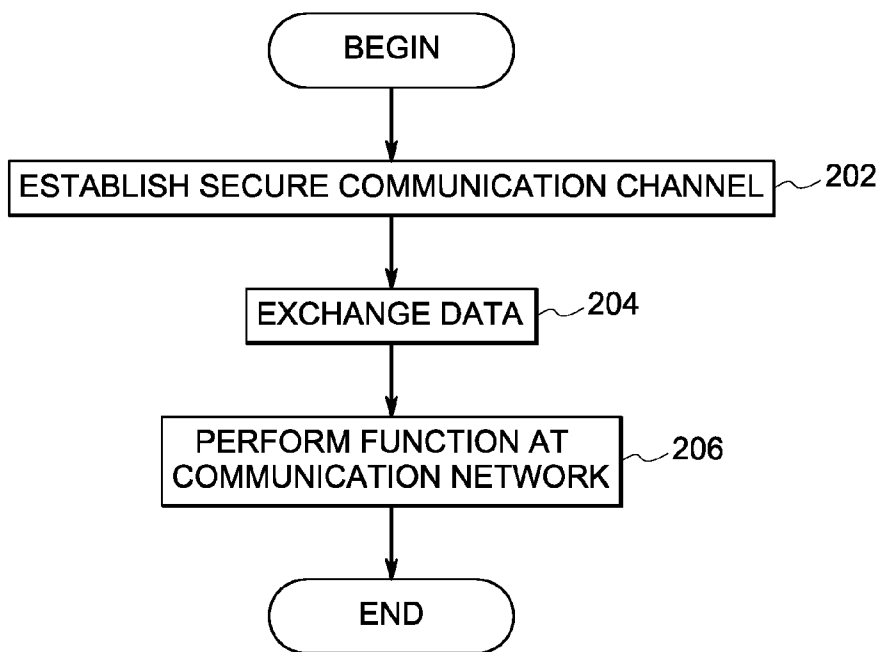 BEGIN
ESTABLISH SECURE COMMUNICATION CHANNEL
202
EXCHANGE DATA
204
PERFORM FUNCTION AT
COMMUNICATION NETWORK
206
END